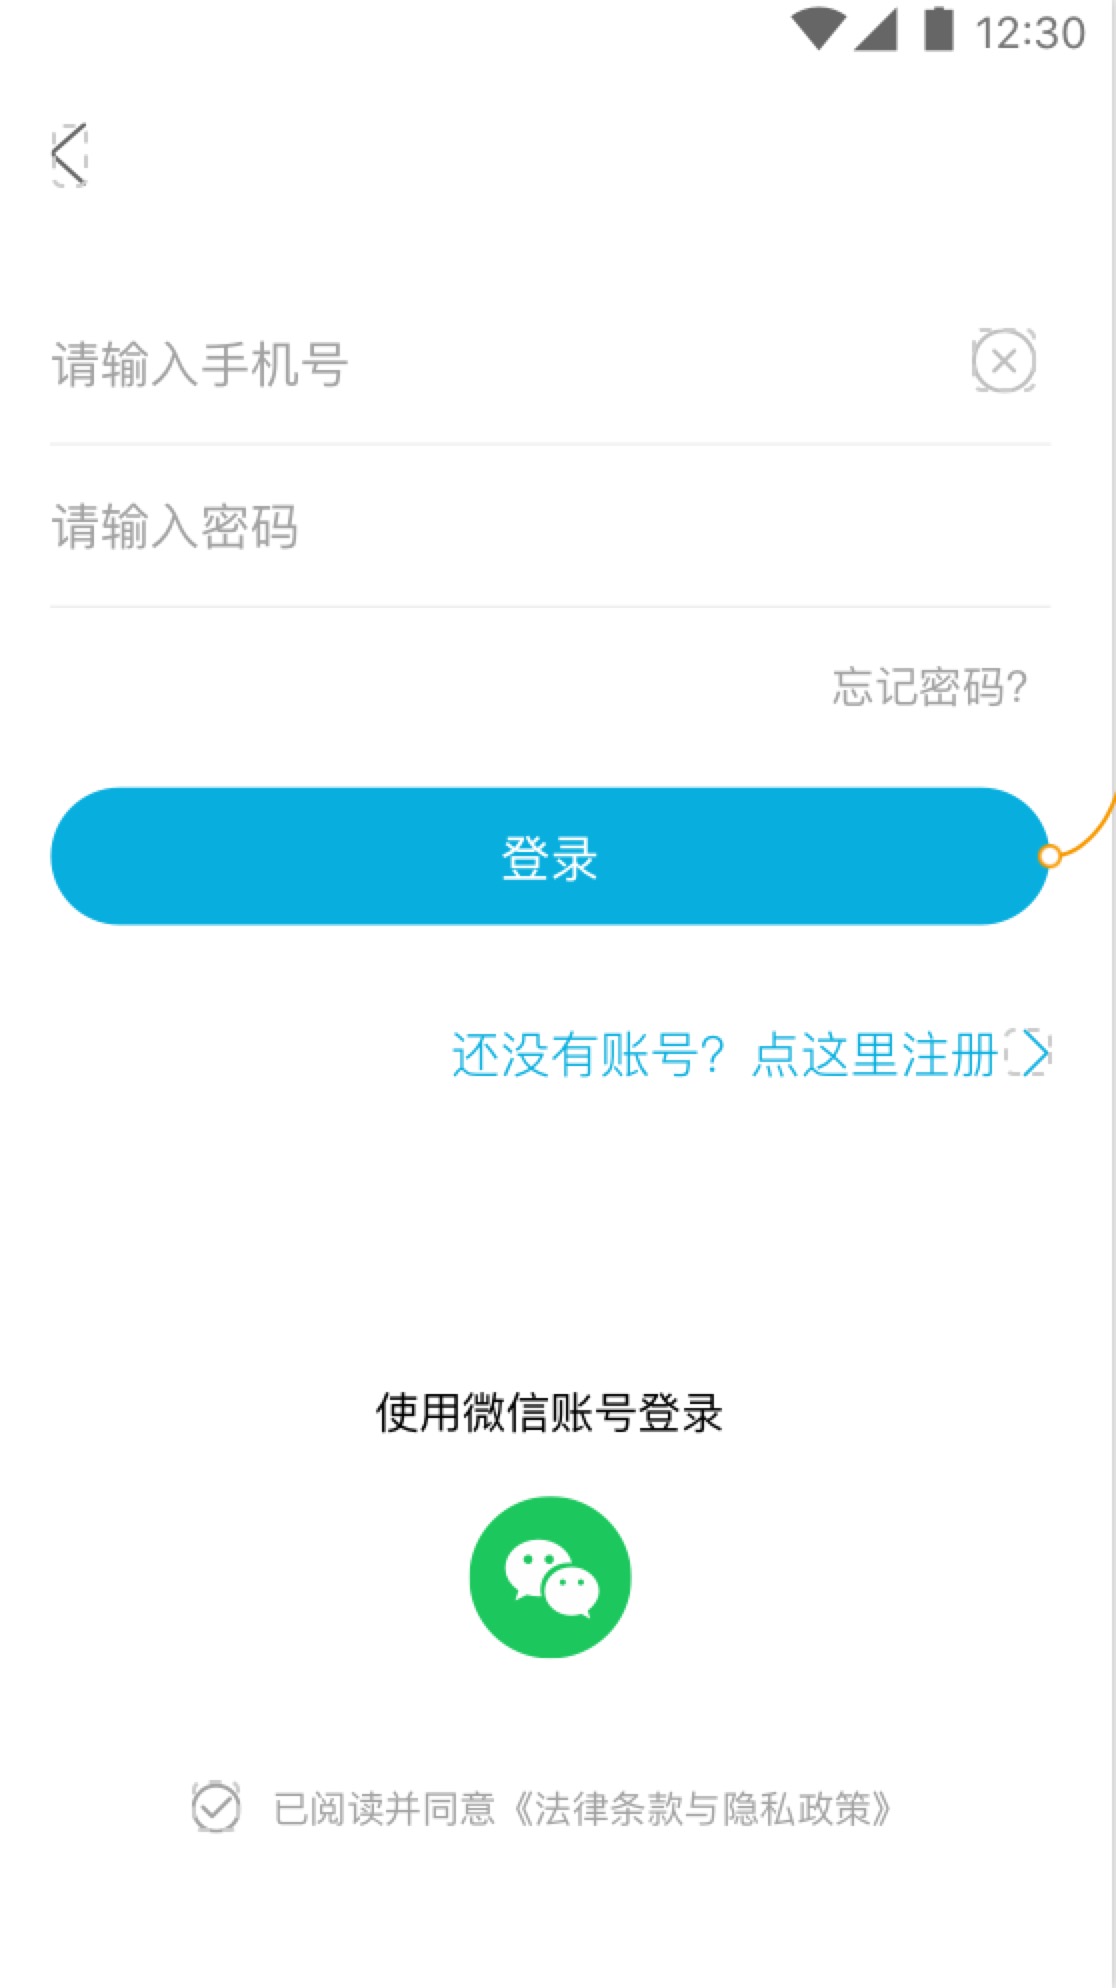 12:30
请输入手机号
请输入密码
忘记密码?
登录
还没有账号？点这里注册
使用微信账号登录
已阅读并同意《法律条款与隐私政策》